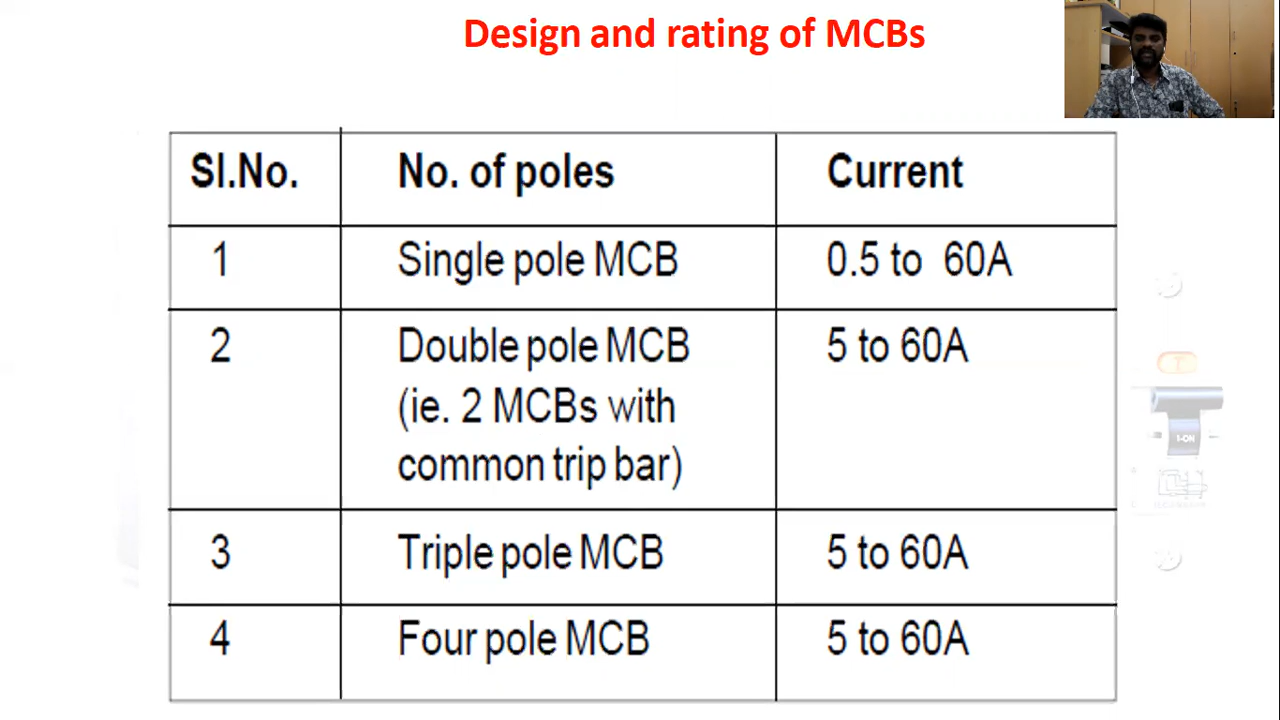 Design and rating of MCBs
Sl.No. No. of poles Current
1 Single pole MCB 0.5 to 60A
2 Double pole MCB 5 to 60A
(ie. 2 MCBs with
common trip bar)
3 Triple pole MCB 5 to 60A
4 Four pole MCB 5 to 60A
1-ON